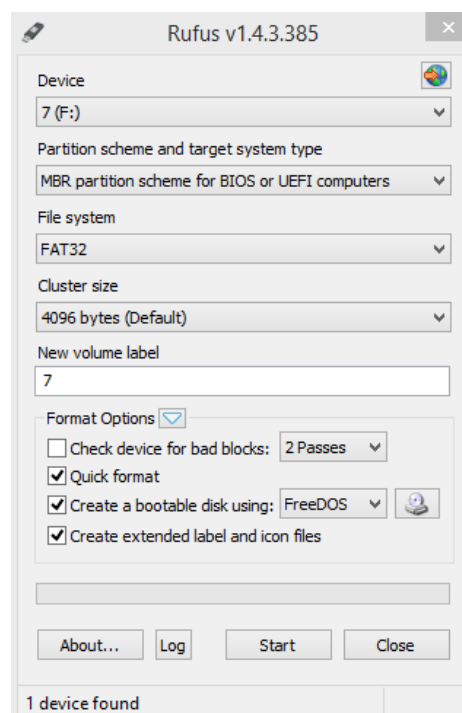 Rufus v1.4.3.385
Device
7 (F:)
Partition scheme and target system type
MBR partition scheme for BIOS or UEFI computers
File system
FAT32
Cluster size
4096 bytes (Default)
New volume label
7
Format Options
Check device for bad blocks: 2 Passes
Quick format
Create a bootable disk using: FreeDOS
Create extended label and icon files
About... Log Start Close
1 device found